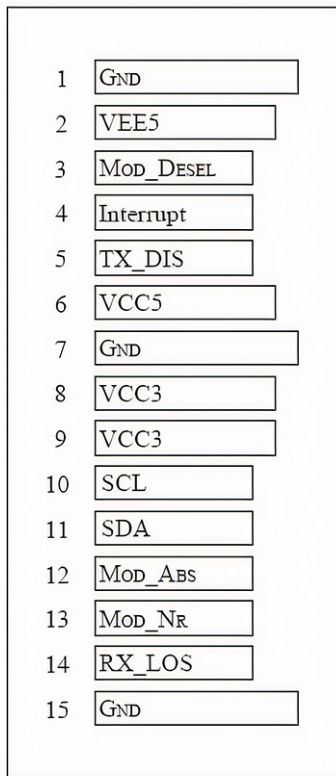 1 GND
2 VEE5
3 MOD_DESEL
4 Interrupt
5 TX_DIS
6 VCC5
7 GND
8 VCC3
9 VCC3
10 SCL
11 SDA
12 MOD_ABS
13 MOD_NR
14 RX_LOS
15 GND